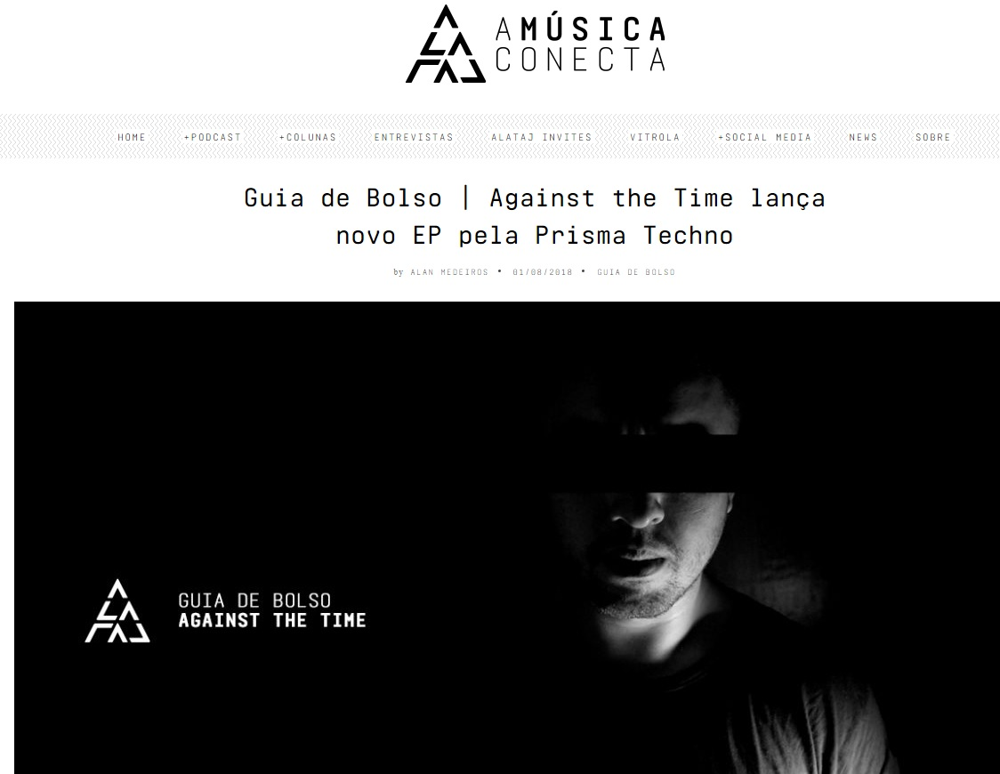 ALATAJ
A MÚSICA
CONECTA
HOME +PODCAST +COLUNAS ENTREVISTAS ALATAJ INVITES VITROLA +SOCIAL MEDIA NEWS SOBRE
Guia de Bolso | Against the Time lança
novo EP pela Prisma Techno
by ALAN MEDEIROS • 01/08/2018 • GUIA DE BOLSO
ALATAJ
GUIA DE BOLSO
AGAINST THE TIME